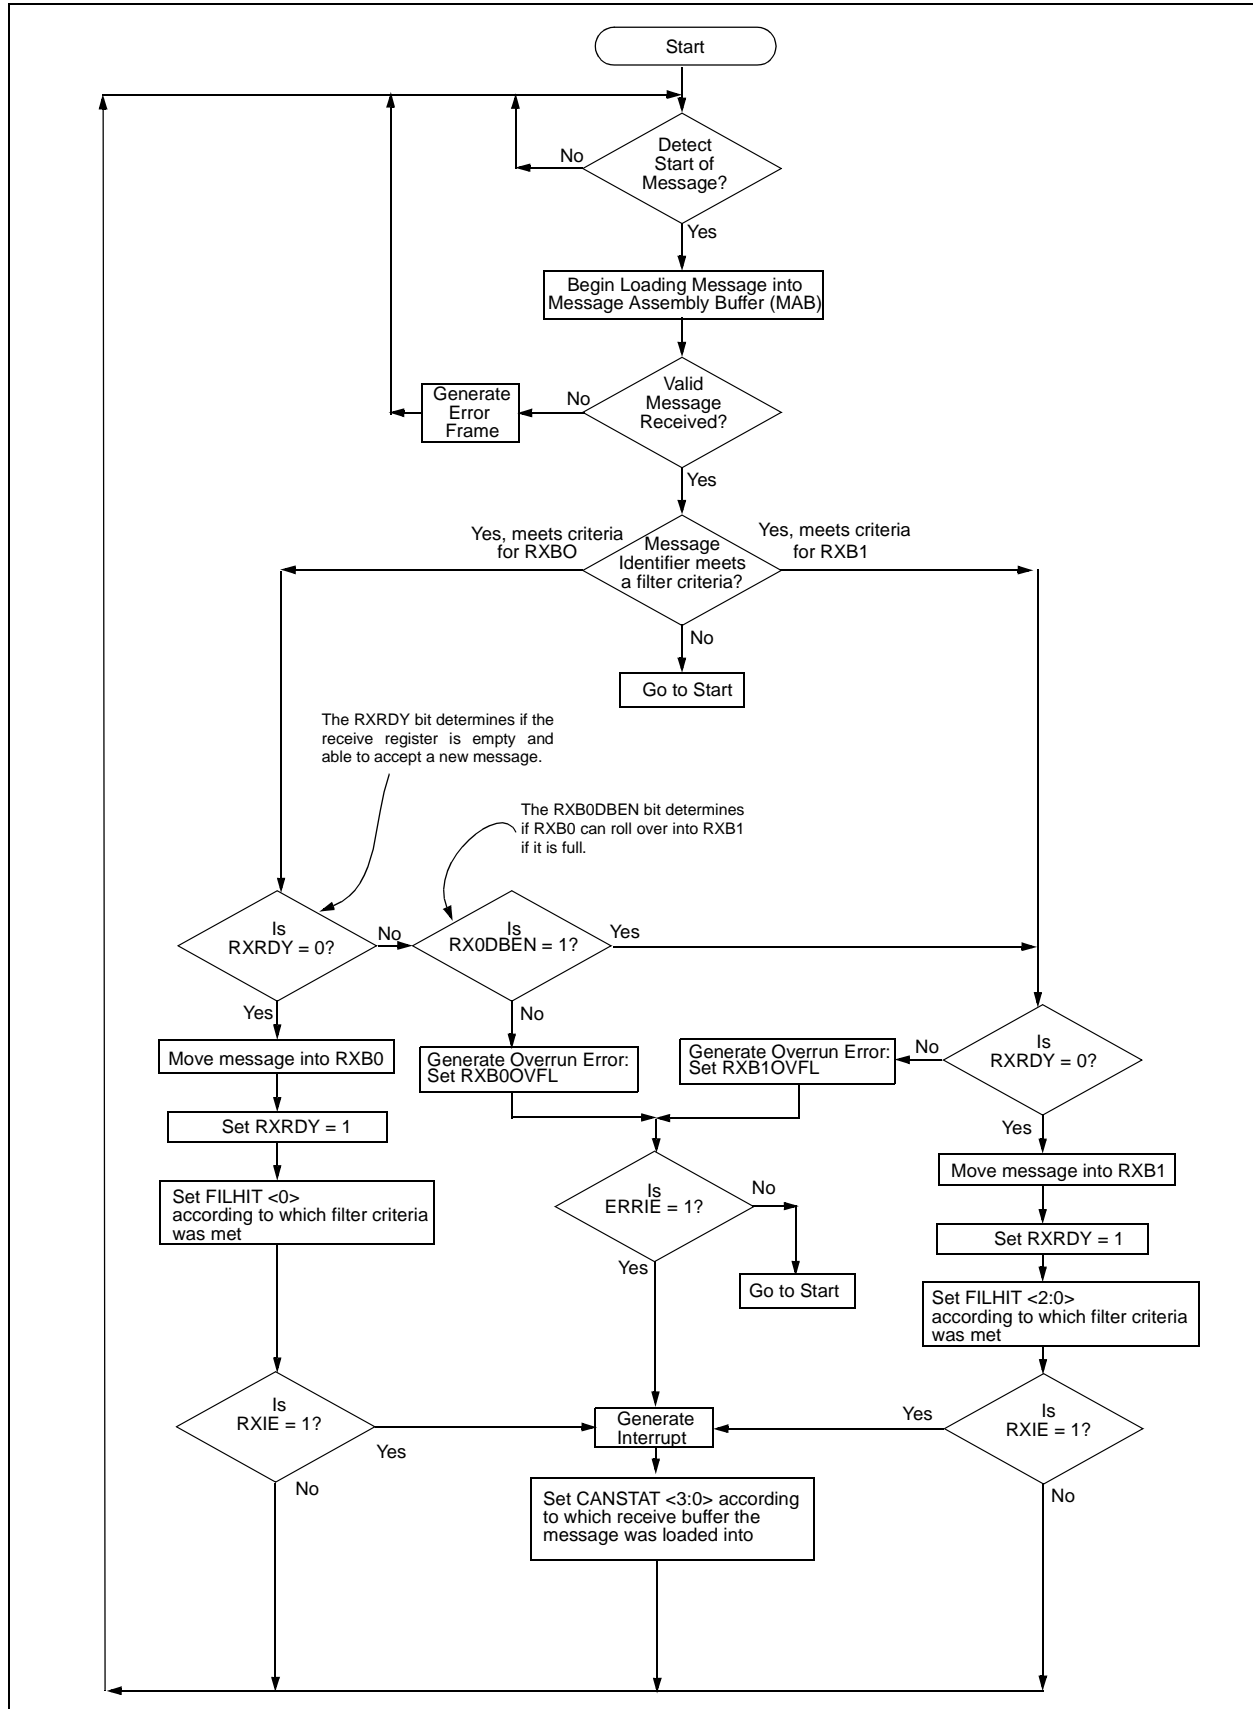 Start
Detect
Start of
Message?
No
Yes
Begin Loading Message into
Message Assembly Buffer (MAB)
Valid
Message
Received?
No
Generate
Error
Frame
Yes
Yes, meets criteria
for RXBO
Message
Identifier meets
a filter criteria?
Yes, meets criteria
for RXB1
No
Go to Start
The RXRDY bit determines if the
receive register is empty and
able to accept a new message.
The RXB0DBEN bit determines
if RXB0 can roll over into RXB1
if it is full.
Is
RXRDY = 0?
No
Is
RX0DBEN = 1?
Yes
Yes
No
Move message into RXB0
Generate Overrun Error:
Set RXB0OVFL
Generate Overrun Error:
Set RXB1OVFL
No
Is
RXRDY = 0?
Set RXRDY = 1
Yes
Move message into RXB1
Set FILHIT <0>
according to which filter criteria
was met
Is
ERRIE = 1?
No
Yes
Go to Start
Set RXRDY = 1
Set FILHIT <2:0>
according to which filter criteria
was met
Is
RXIE = 1?
Yes
No
Generate
Interrupt
Yes
Is
RXIE = 1?
No
Set CANSTAT <3:0> according
to which receive buffer the
message was loaded into